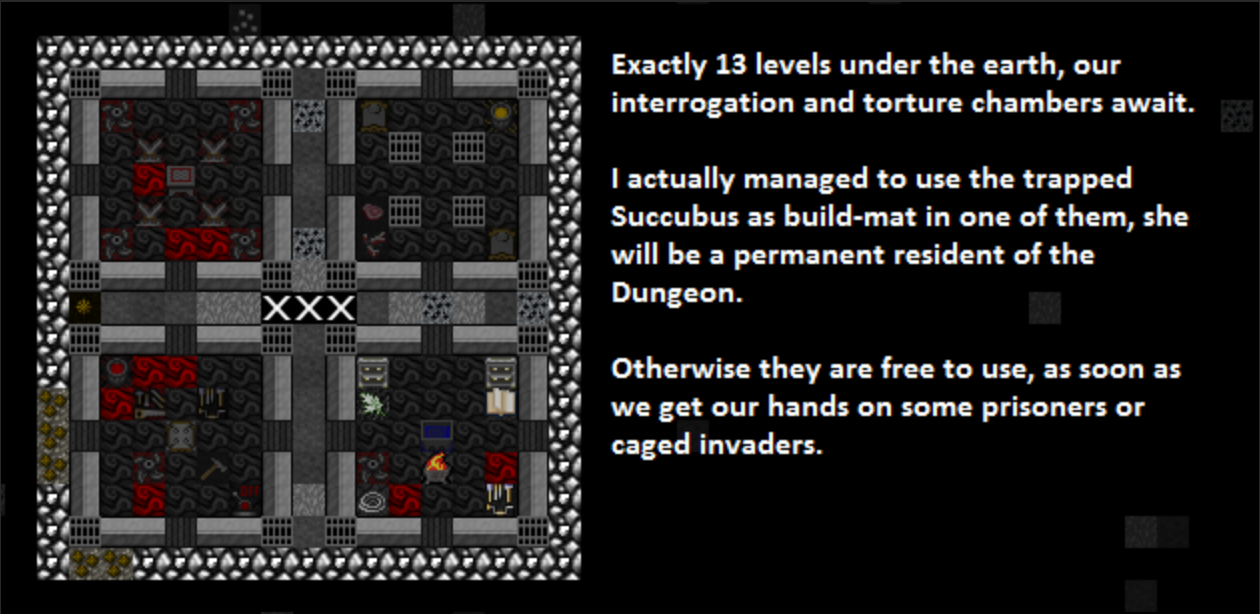 Exactly 13 levels under the earth, our
interrogation and torture chambers await.
I actually managed to use the trapped
Succubus as build-mat in one of them, she
will be a permanent resident of the
Dungeon.
XXX
Otherwise they are free to use, as soon as
we get our hands on some prisoners or
caged invaders.